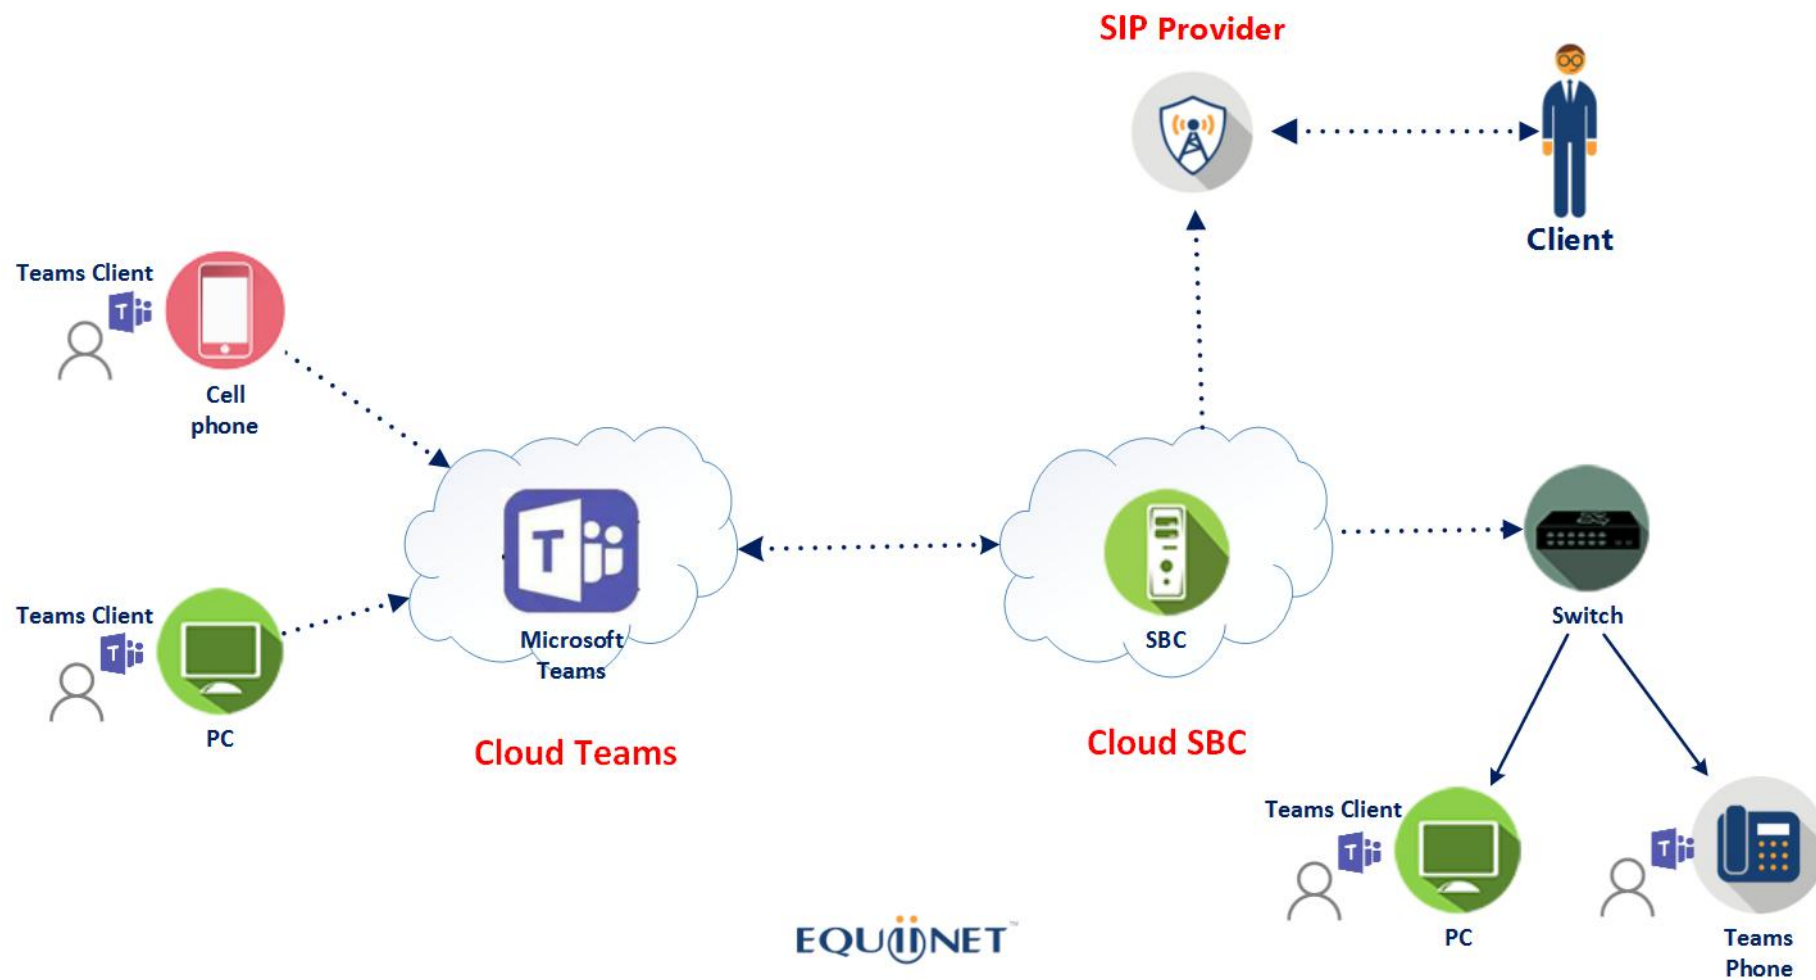 SIP Provider
Client
Teams Client
T
Cell
phone
T
Microsoft
Teams
SBC
Switch
Teams Client
T
PC
Cloud Teams
Cloud SBC
Teams Client
T
PC
T
Teams
Phone
EQUiiNET™